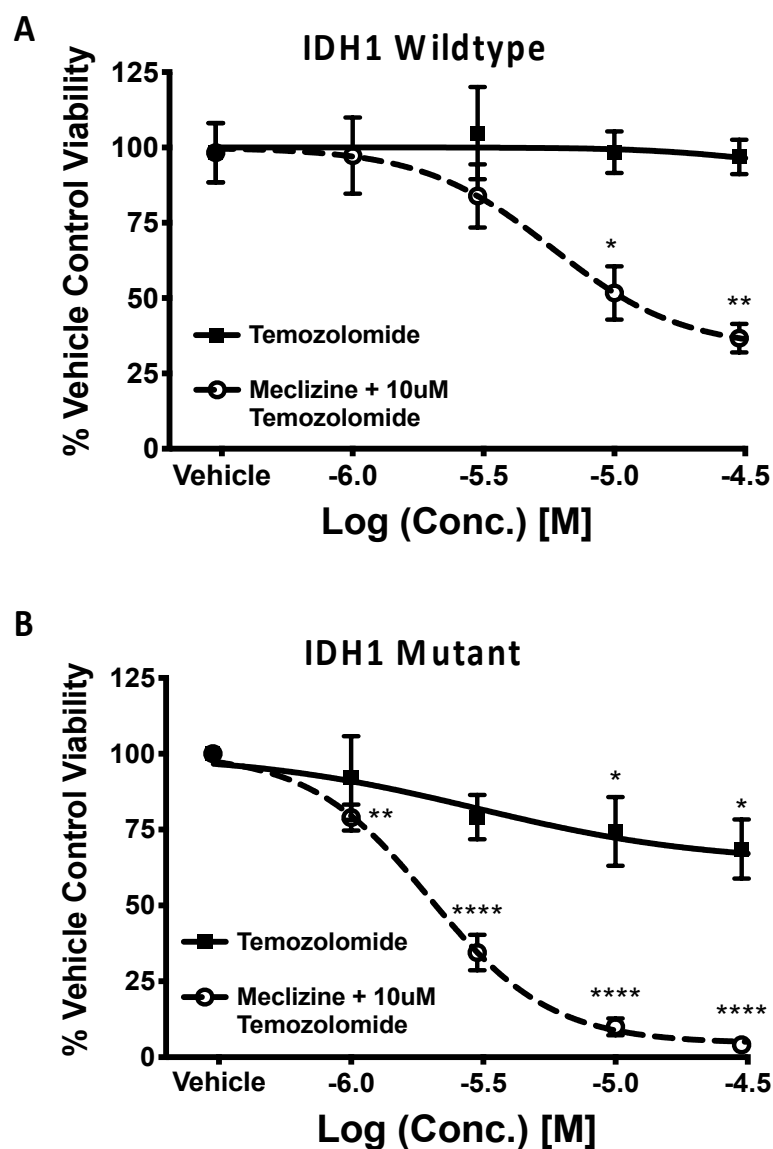 A
IDH1 Wildtype
% Vehicle Control Viability
125
100
75
50
25
0
*
**
Temozolomide
Meclizine + 10uM
Temozolomide
Vehicle -6.0 -5.5 -5.0 -4.5
Log (Conc.) [M]
B
IDH1 Mutant
% Vehicle Control Viability
125
100
75
50
25
0
*
*
**
****
****
****
Temozolomide
Meclizine + 10uM
Temozolomide
Vehicle -6.0 -5.5 -5.0 -4.5
Log (Conc.) [M]